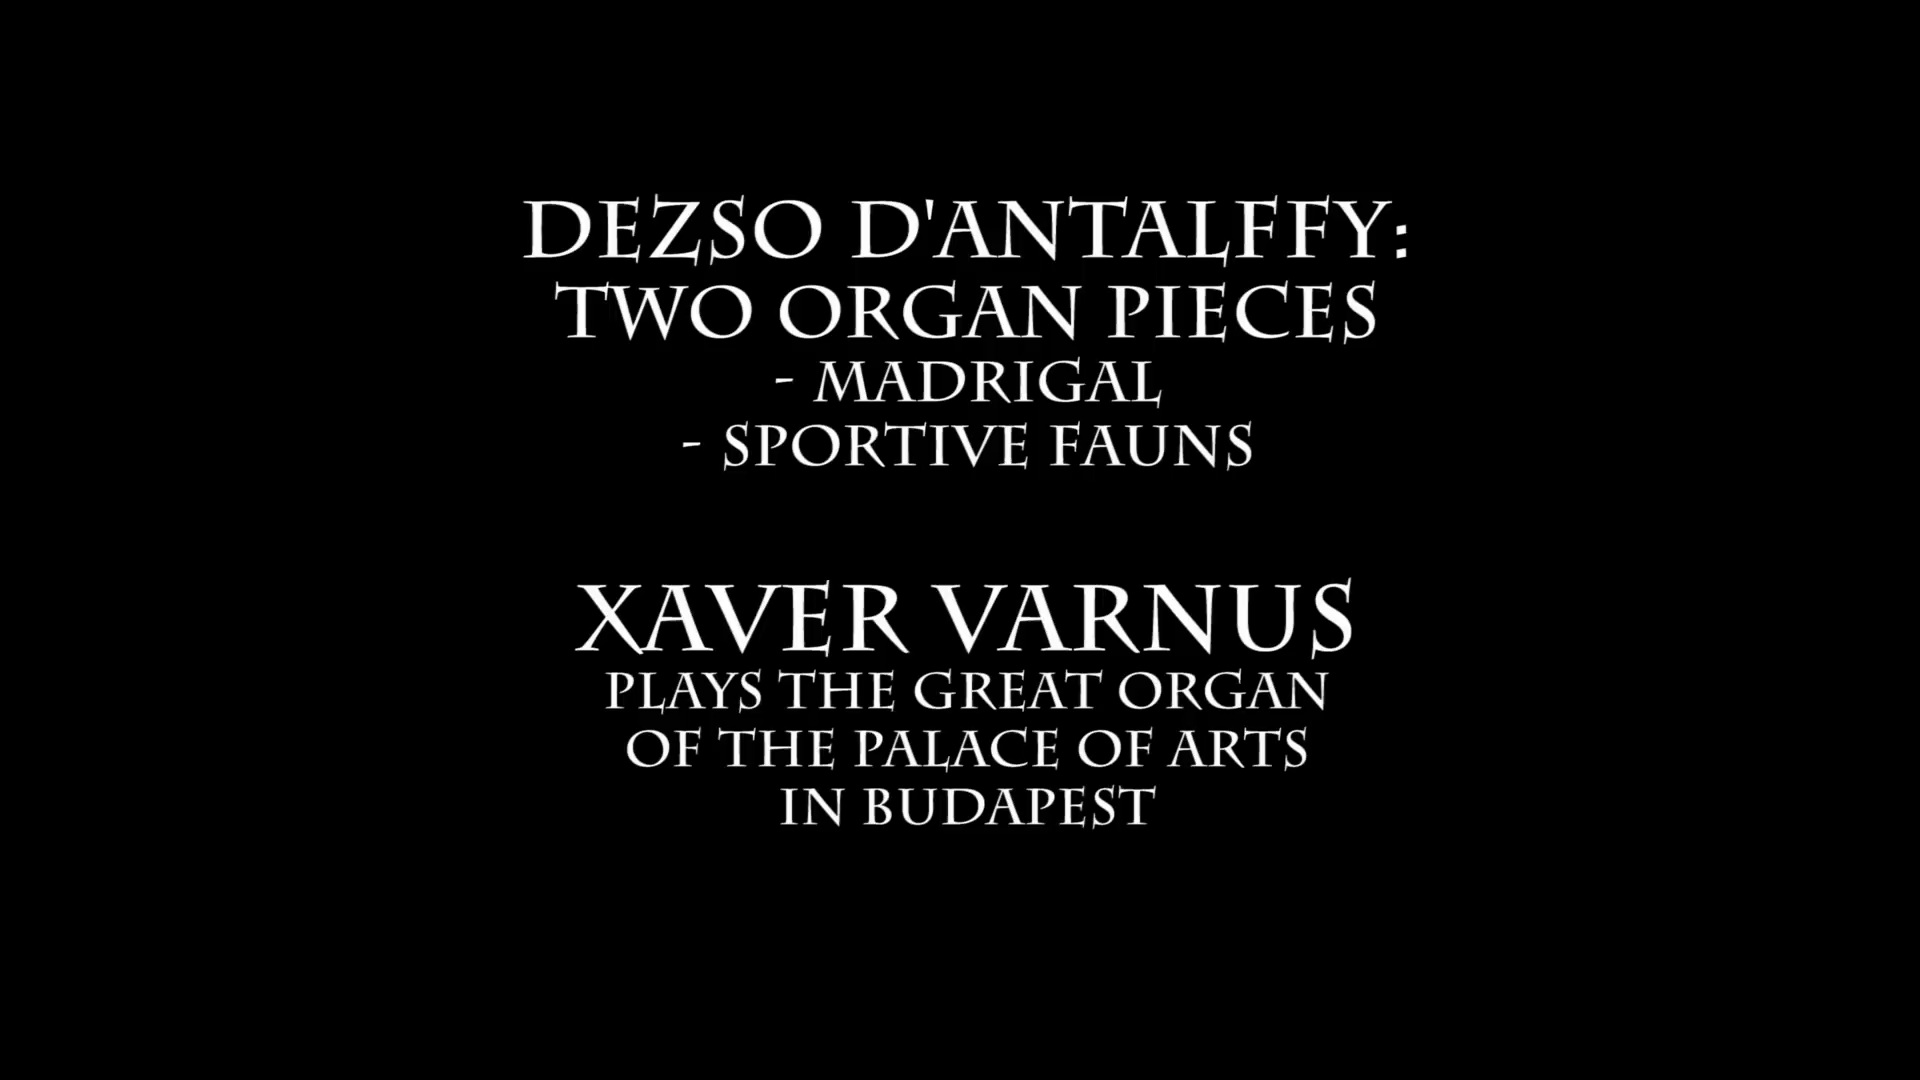 DEZSO D'ANTALFFY:
TWO ORGAN PIECES
- MADRIGAL
- SPORTIVE FAUNS
XAVER VARNUS
PLAYS THE GREAT ORGAN
OF THE PALACE OF ARTS
IN BUDAPEST